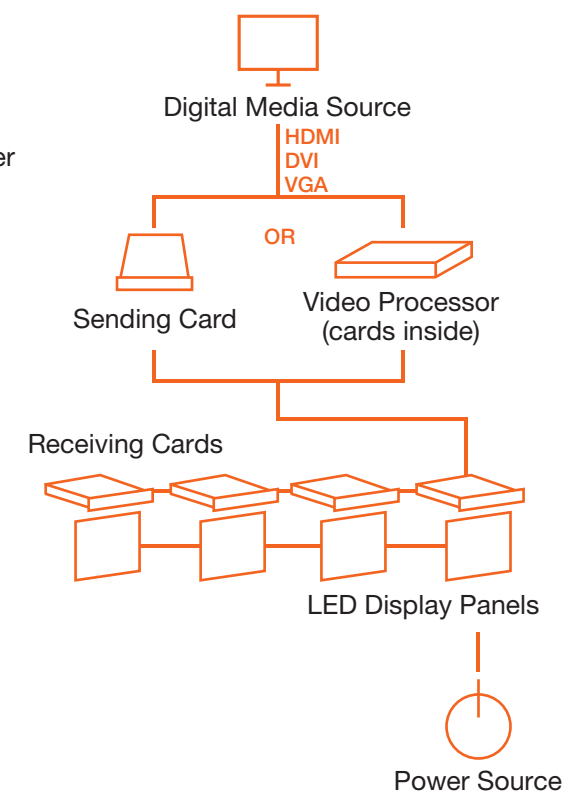 Digital Media Source
er
HDMI
DVI
VGA
OR
Sending Card
Video Processor
(cards inside)
Receiving Cards
LED Display Panels
Power Source